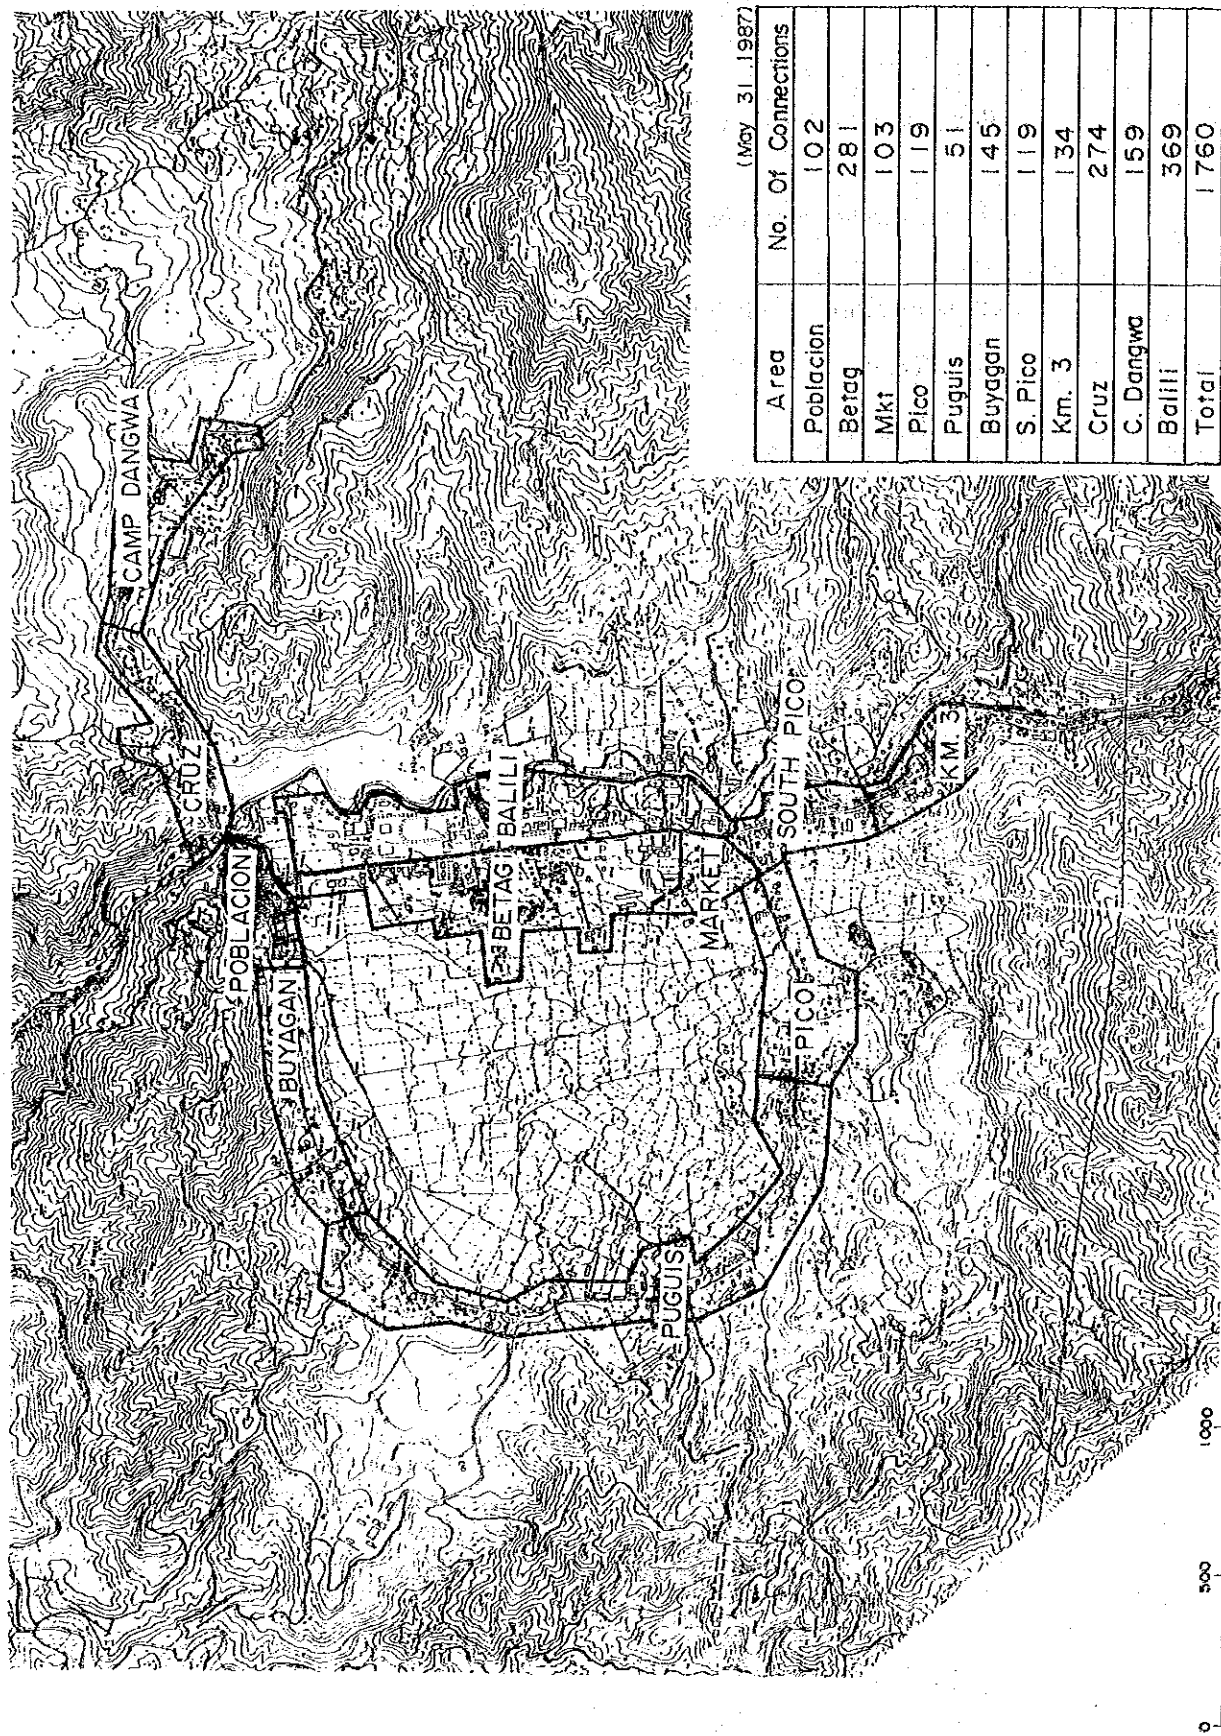 CAMP DANGWA
CRUZ
POBLACION
BUYAGAN
BETAG
BALILI
MARKET
SOUTH PICO
PICO
KM. 3
PUGUIS
(May 31 1987)
Area No. Of Connections
Poblacion 102
Betag 281
Mkt 103
Pico 119
Puguis 51
Buyagan 145
S. Pico 119
Km. 3 134
Cruz 274
C. Dangwa 159
Balili 369
Total 1760
0 500 1000